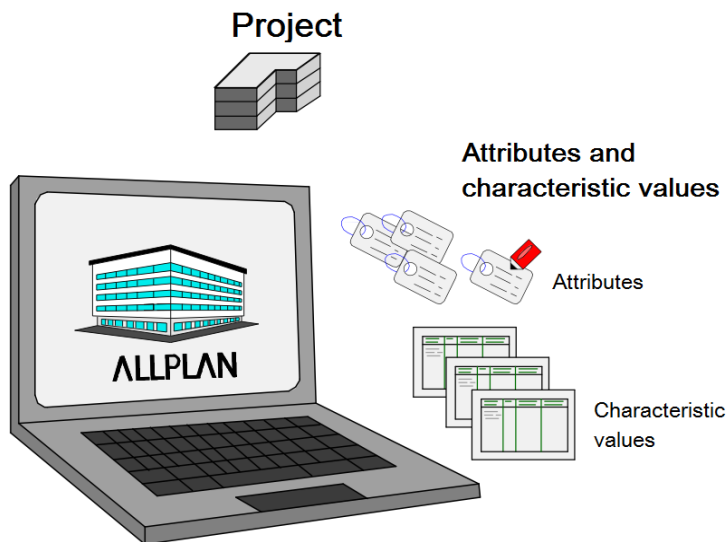 Project
Attributes and
characteristic values
Attributes
ALLPLAN
Characteristic
values